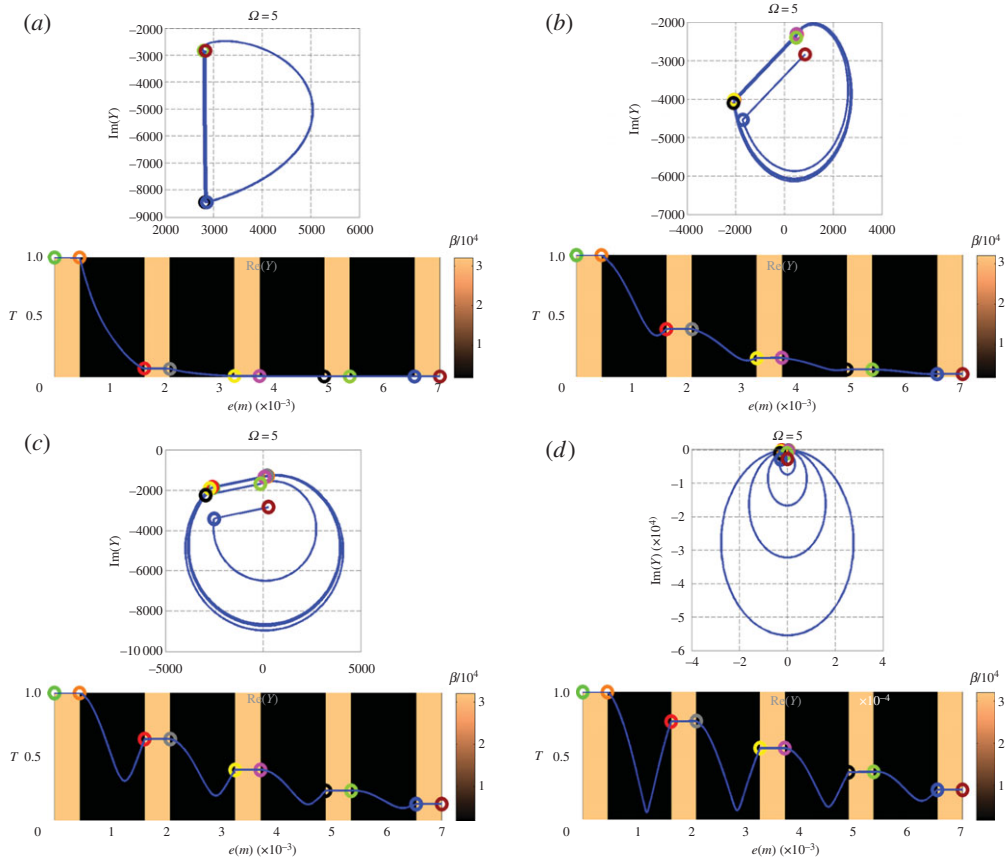 (a)
Ω = 5
−2000
−3000
−4000
−5000
−6000
−7000
−8000
−9000
Im(Y)
2000 3000 4000 5000 6000
β/10⁴
1.0
0.5
0
T
Re(Y)
3
2
1
1 2 3 4 5 6 7
e(m) (×10⁻³)
(b)
Ω = 5
−2000
−3000
−4000
−5000
−6000
−7000
Im(Y)
−4000 −2000 0 2000 4000
β/10⁴
1.0
0.5
0
T
Re(Y)
3
2
1
1 2 3 4 5 6 7
e(m) (×10⁻³)
(c)
Ω = 5
0
−2000
−4000
−6000
−8000
−10 000
Im(Y)
−5000 0 5000
β/10⁴
1.0
0.5
0
T
Re(Y)
3
2
1
1 2 3 4 5 6 7
e(m) (×10⁻³)
(d)
Ω = 5
0
−1
−2
−3
−4
−5
−6
Im(Y) (×10⁴)
−4 −2 0 2 4
β/10⁴
1.0
0.5
0
T
Re(Y)
×10⁻⁴
3
2
1
1 2 3 4 5 6 7
e(m) (×10⁻³)